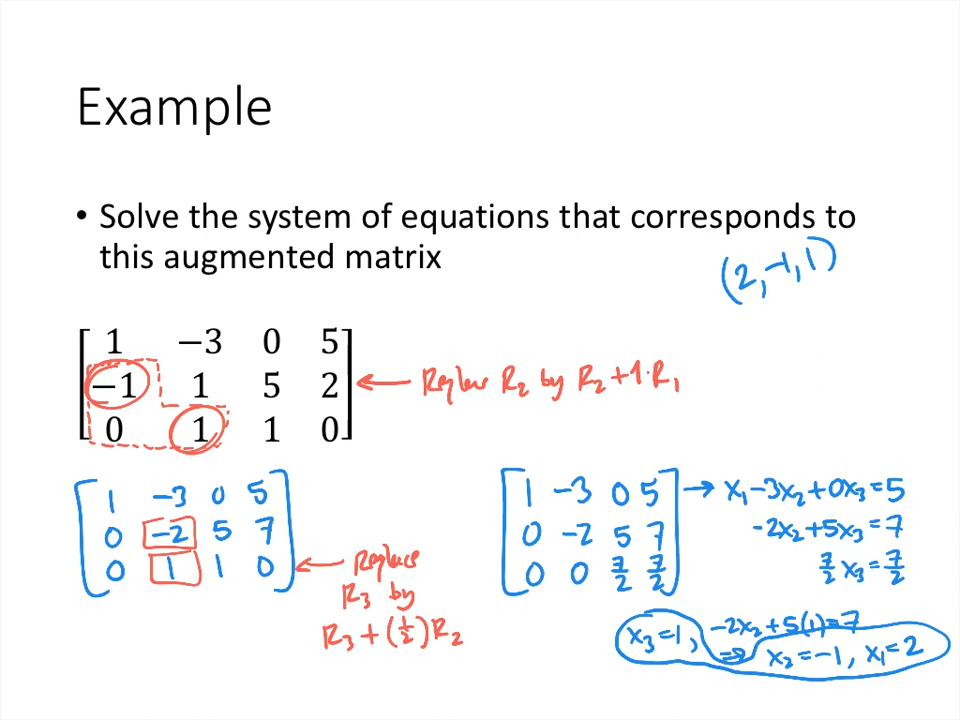 Example
• Solve the system of equations that corresponds to
this augmented matrix
(2, -1, 1)
1 −3 0 5
−1 1 5 2
0 1 1 0
Replace R2 by R2 + 1·R1
1 -3 0 5
0 -2 5 7
0 1 1 0
Replace
R3 by
R3 + (1/2) R2
1 -3 0 5
0 -2 5 7
0 0 7/2 7/2
→ x1 - 3x2 + 0x3 = 5
-2x2 + 5x3 = 7
7/2 x3 = 7/2
x3 = 1, -2x2 + 5(1) = 7
⇒ x2 = -1, x1 = 2